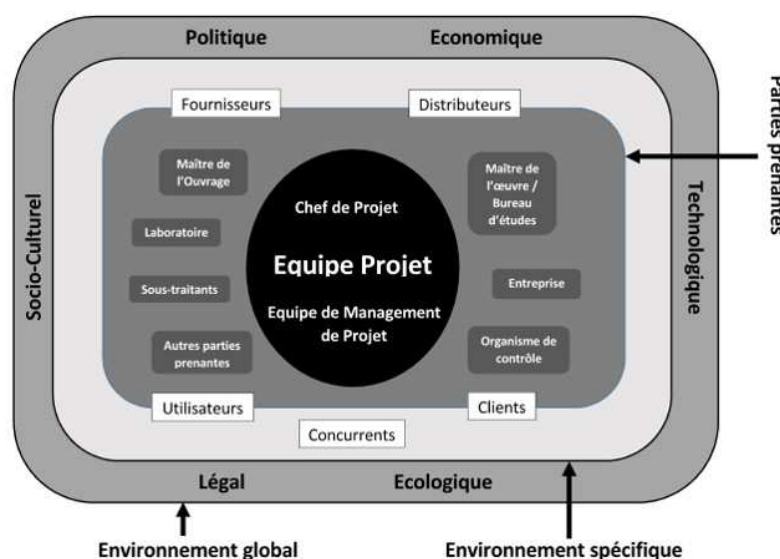 Politique
Economique
Fournisseurs
Distributeurs
Parties prenantes
Maître de
l'Ouvrage
Maître de
l'œuvre /
Bureau
d'études
Chef de Projet
Socio-Culturel
Technologique
Laboratoire
Equipe Projet
Sous-traitants
Entreprise
Equipe de Management
de Projet
Autres parties
prenantes
Organisme de
contrôle
Utilisateurs
Clients
Concurrents
Légal
Ecologique
Environnement global
Environnement spécifique